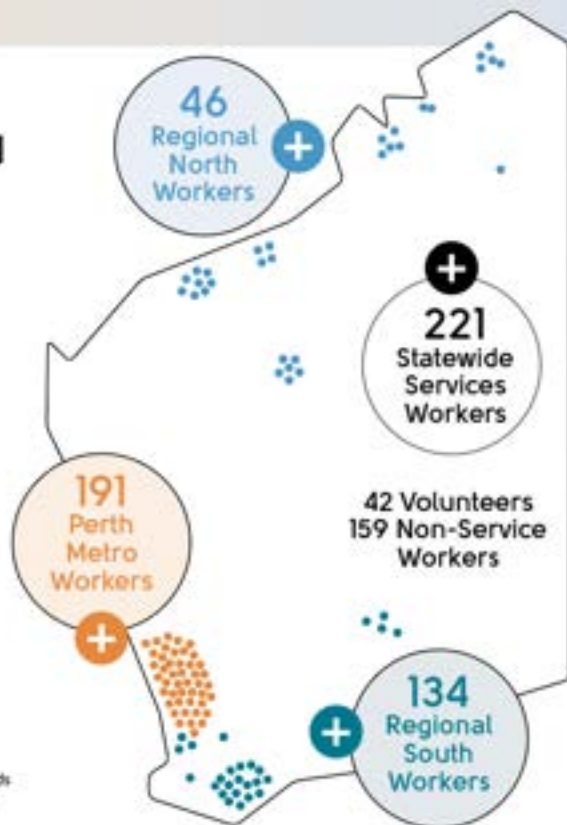 46
Regional
North
Workers
221
Statewide
Services
Workers
42 Volunteers
159 Non-Service
Workers
191
Perth
Metro
Workers
134
Regional
South
Workers